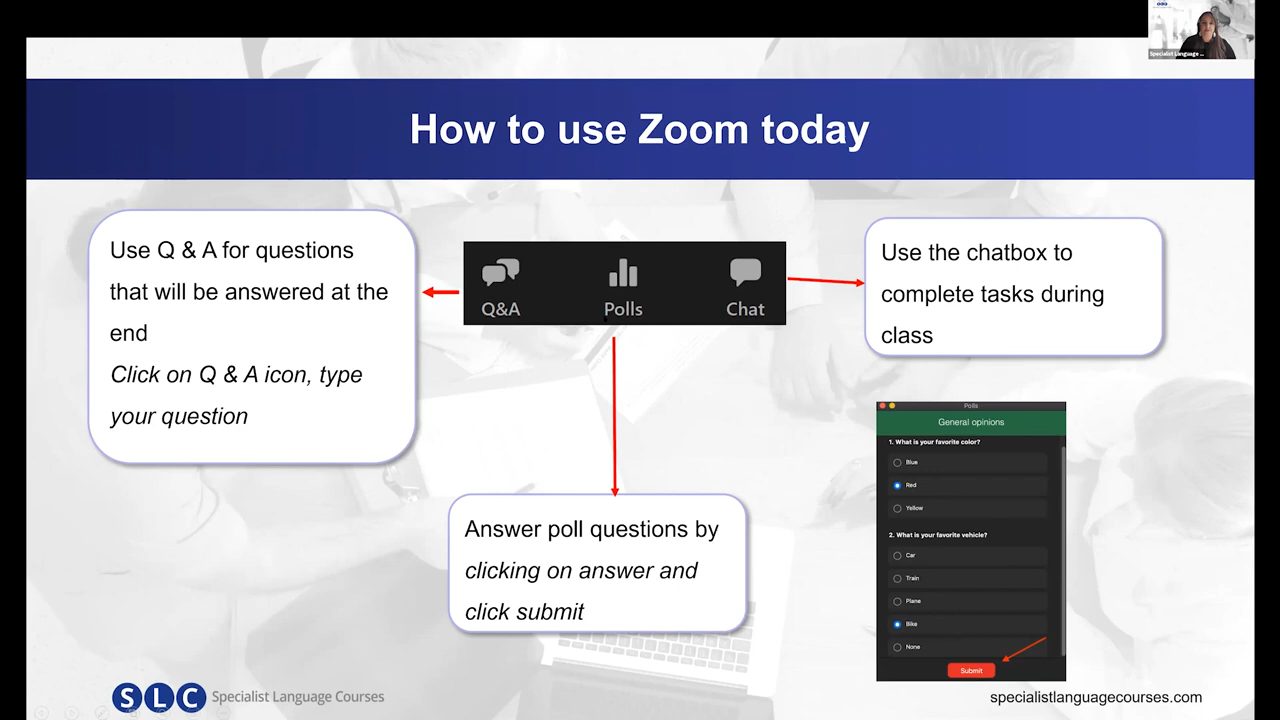 Specialist Language ...
How to use Zoom today
Use Q & A for questions
that will be answered at the
end
Click on Q & A icon, type
your question
Q&A
Polls
Chat
Use the chatbox to
complete tasks during
class
Answer poll questions by
clicking on answer and
click submit
Polls
General opinions
1. What is your favorite color?
Blue
Red
Yellow
2. What is your favorite vehicle?
Car
Train
Plane
Bike
None
Submit
SLC Specialist Language Courses
specialistlanguagecourses.com